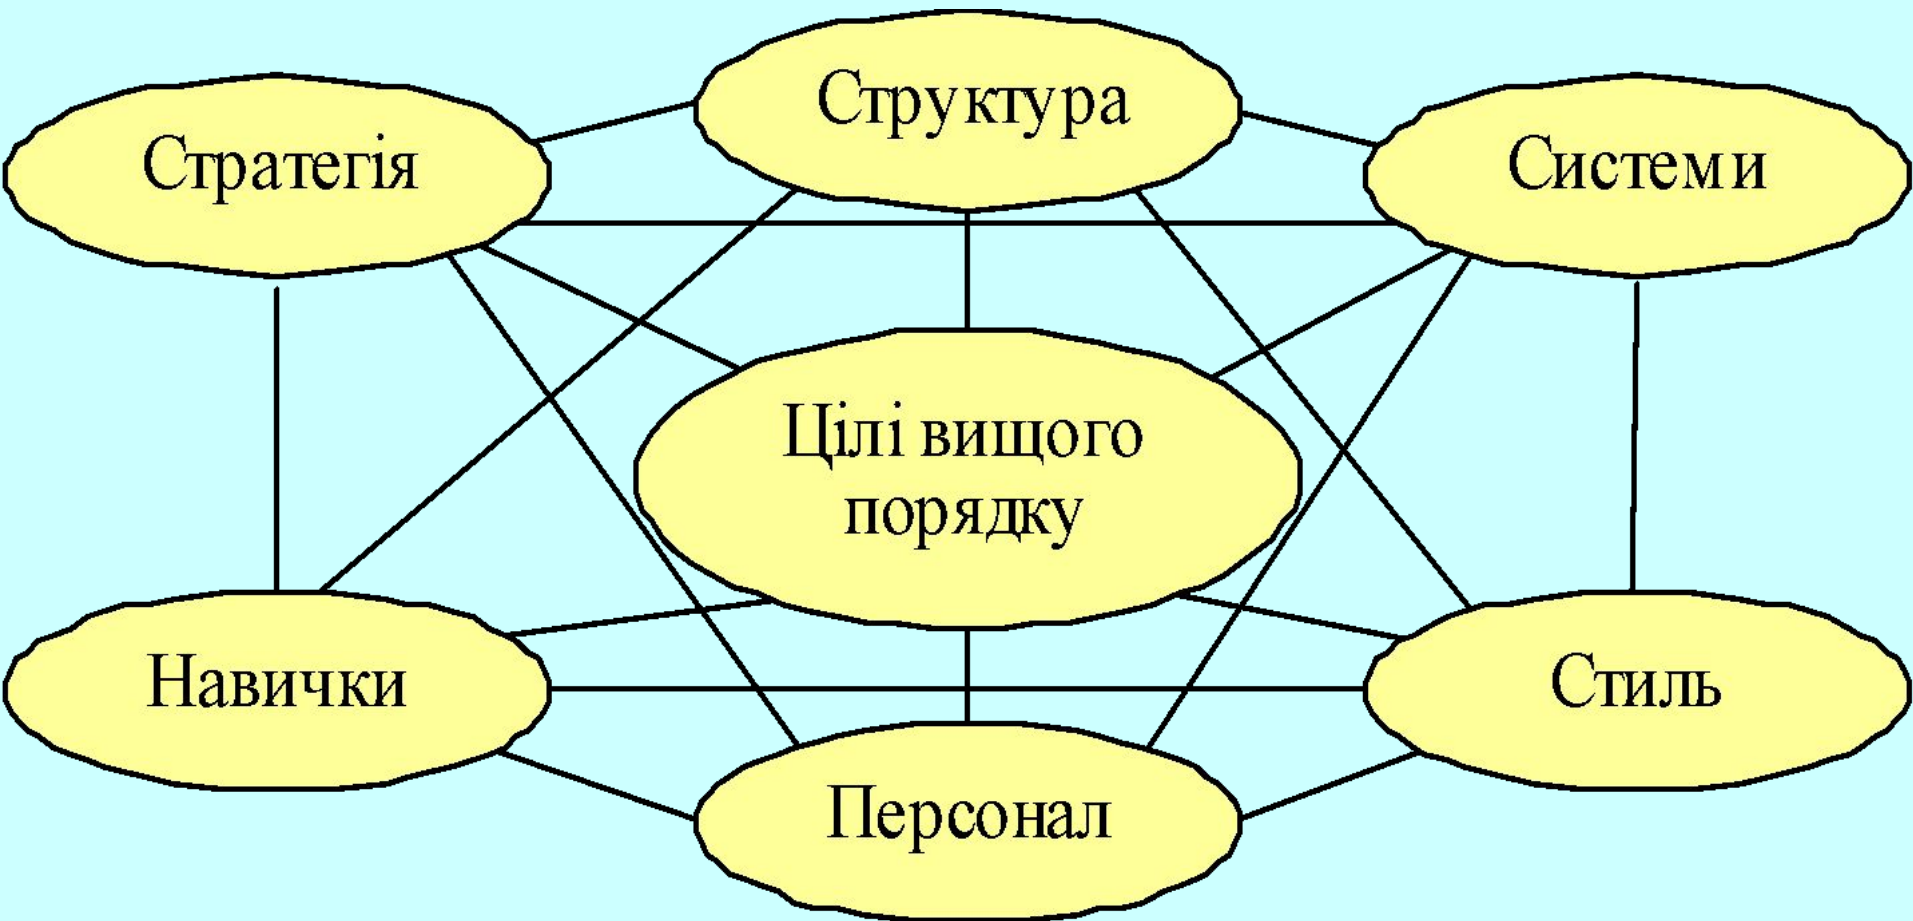 Структура
Стратегія
Системи
Цілі вищого
порядку
Навички
Стиль
Персонал